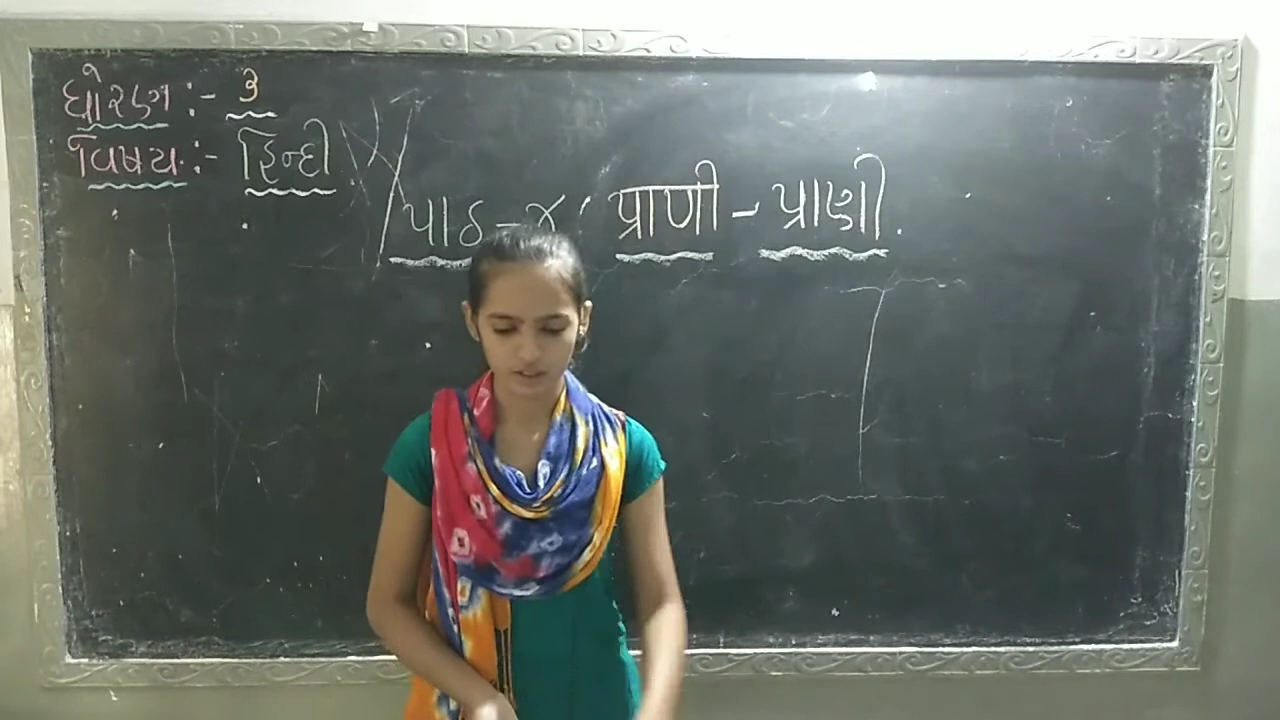 ધોરણ :- ૩
વિષય :- હિન્દી
પાઠ - ૪ प्राणी - પ્રાણી.